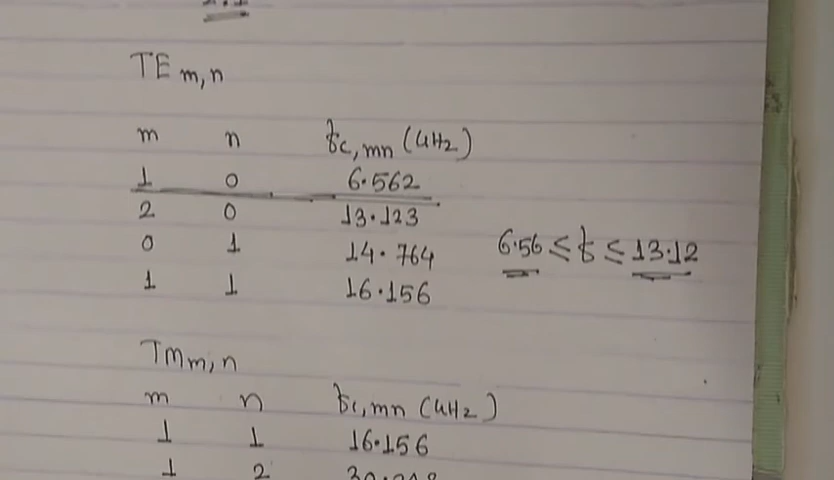 TE m,n
m n fc,mn (GHz)
1 0 6.562
2 0 13.123
0 1 14.764
1 1 16.156
6.56 ≤ f ≤ 13.12
TM m,n
m n fc,mn (GHz)
1 1 16.156
1 2